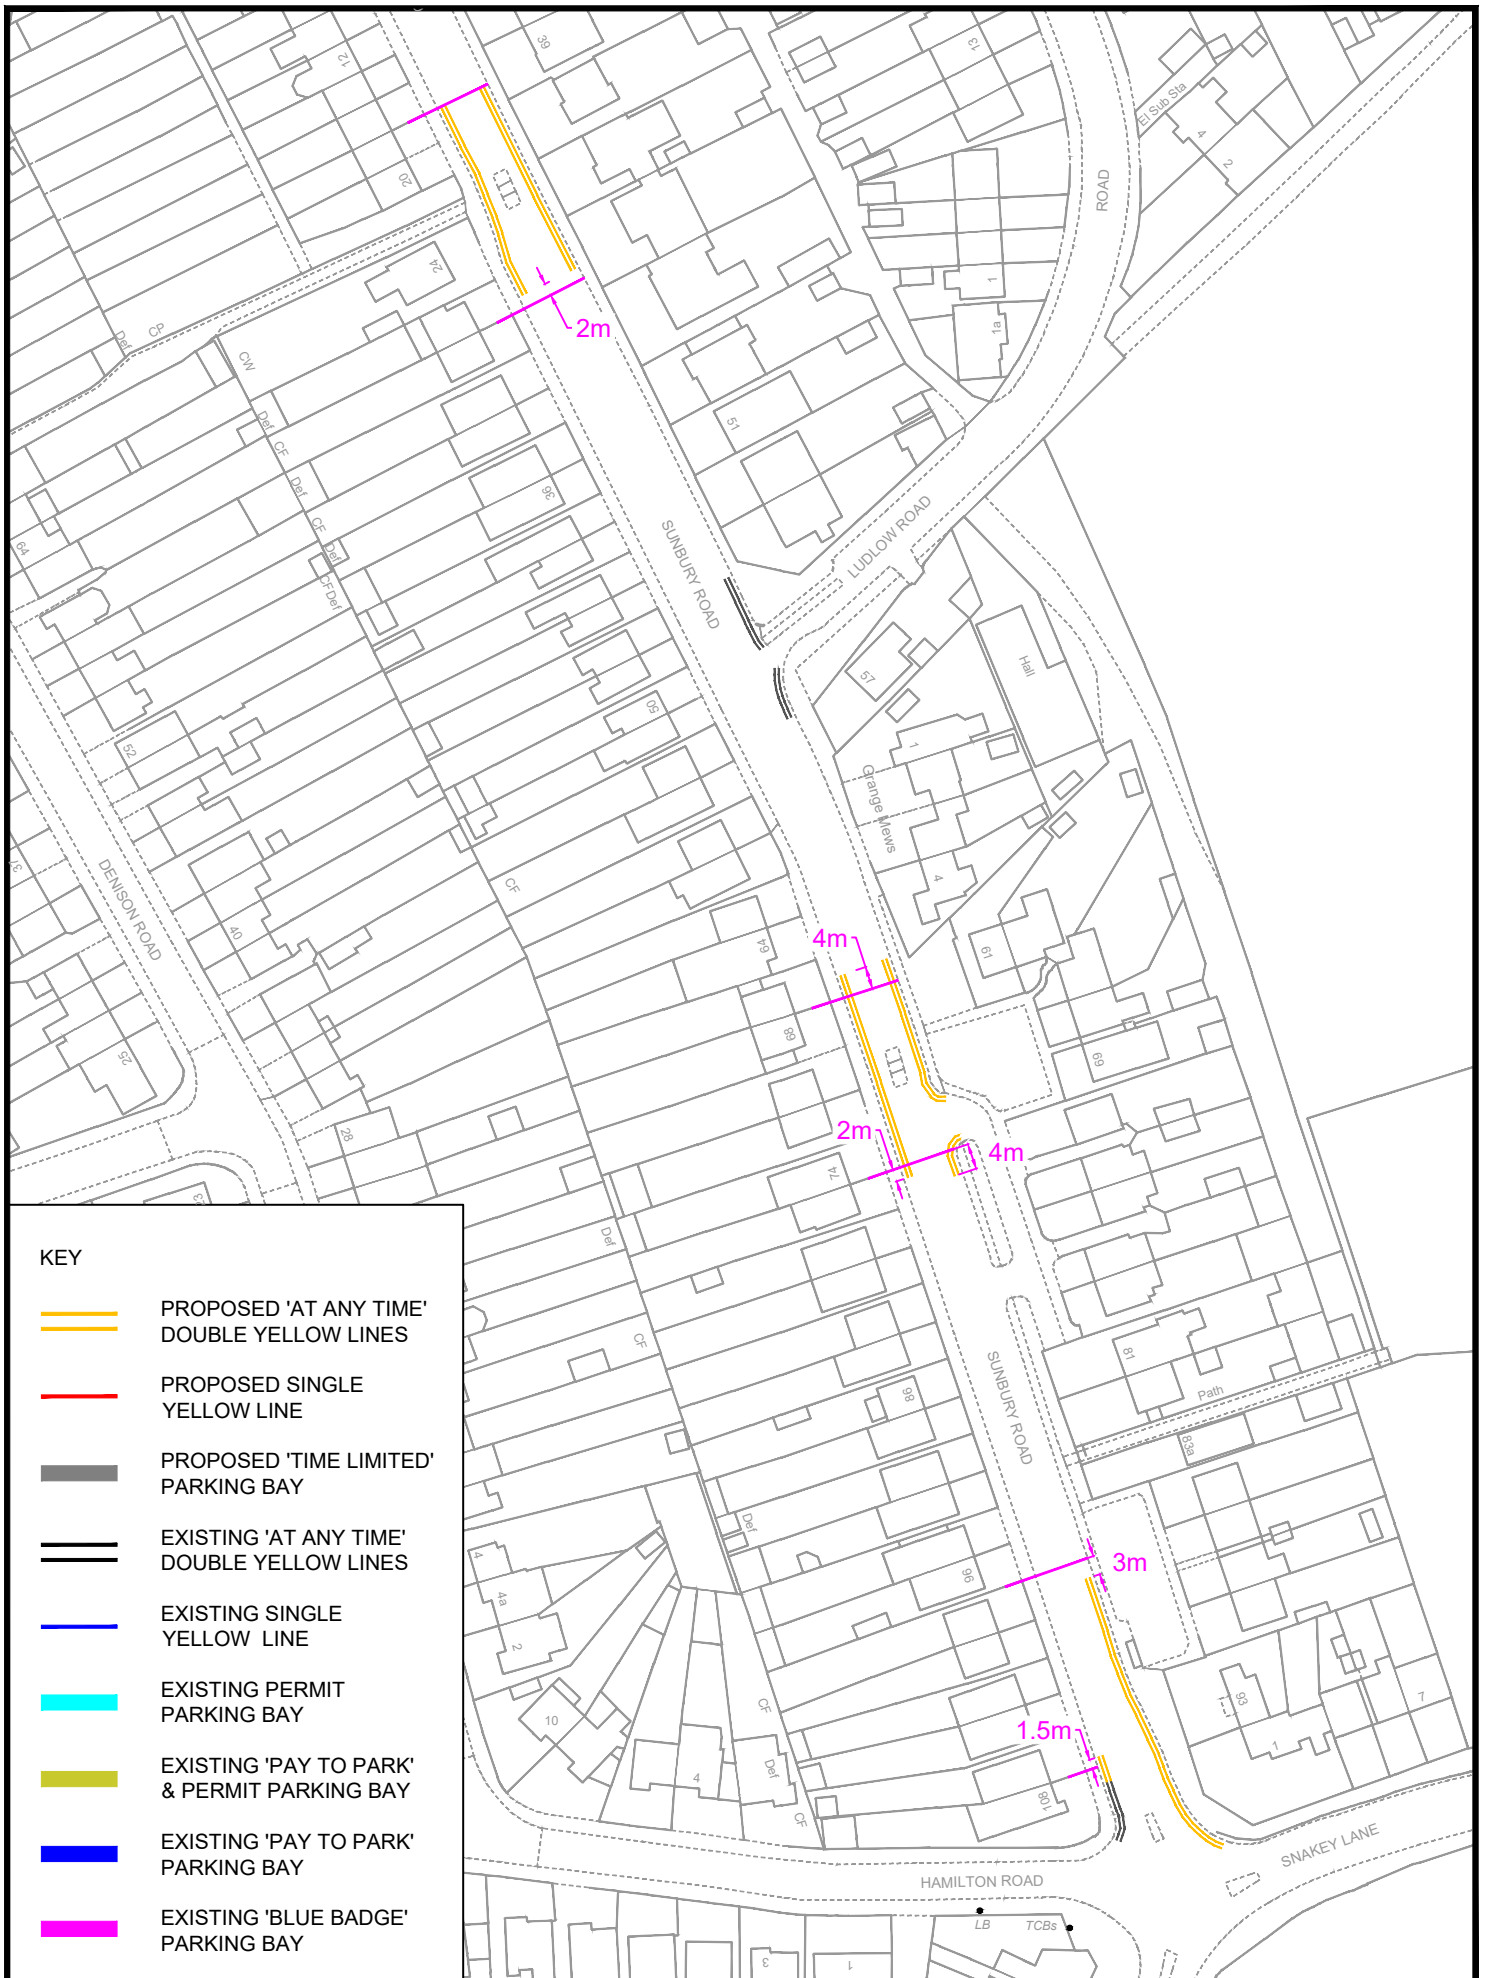 39
12
13
El Sub Sta
4
2
20
ROAD
24
1
1a
2m
CP
Def
CW
51
Def
CF
Def
36
CF
Def
CF
Def
64
SUNBURY ROAD
LUDLOW ROAD
57
Hall
50
52
1
Grange Mews
37
DENISON ROAD
CF
4
40
64
4m
61
25
68
69
28
2m
4m
74
23
Def
CF
SUNBURY ROAD
81
Path
86
83a
Def
4
4a
2
96
3m
10
CF
93
7
1
1.5m
4
Def
108
CF
SNAKEY LANE
HAMILTON ROAD
LB
TCBs
3
1
KEY
PROPOSED 'AT ANY TIME'
DOUBLE YELLOW LINES
PROPOSED SINGLE
YELLOW LINE
PROPOSED 'TIME LIMITED'
PARKING BAY
EXISTING 'AT ANY TIME'
DOUBLE YELLOW LINES
EXISTING SINGLE
YELLOW LINE
EXISTING PERMIT
PARKING BAY
EXISTING 'PAY TO PARK'
& PERMIT PARKING BAY
EXISTING 'PAY TO PARK'
PARKING BAY
EXISTING 'BLUE BADGE'
PARKING BAY